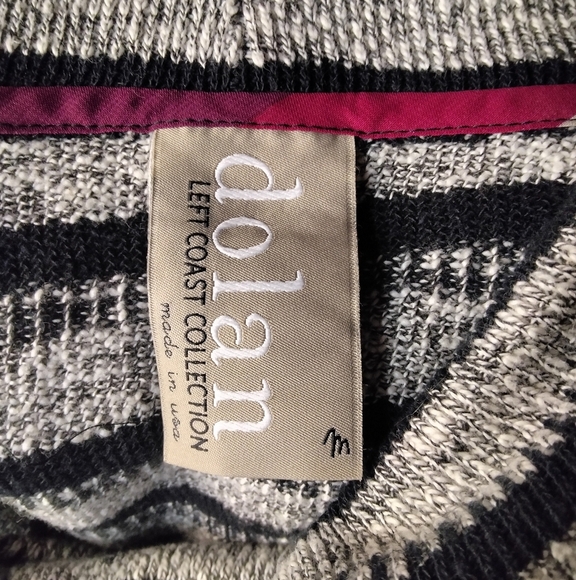 dolan
LEFT COAST COLLECTION
made in usa
M